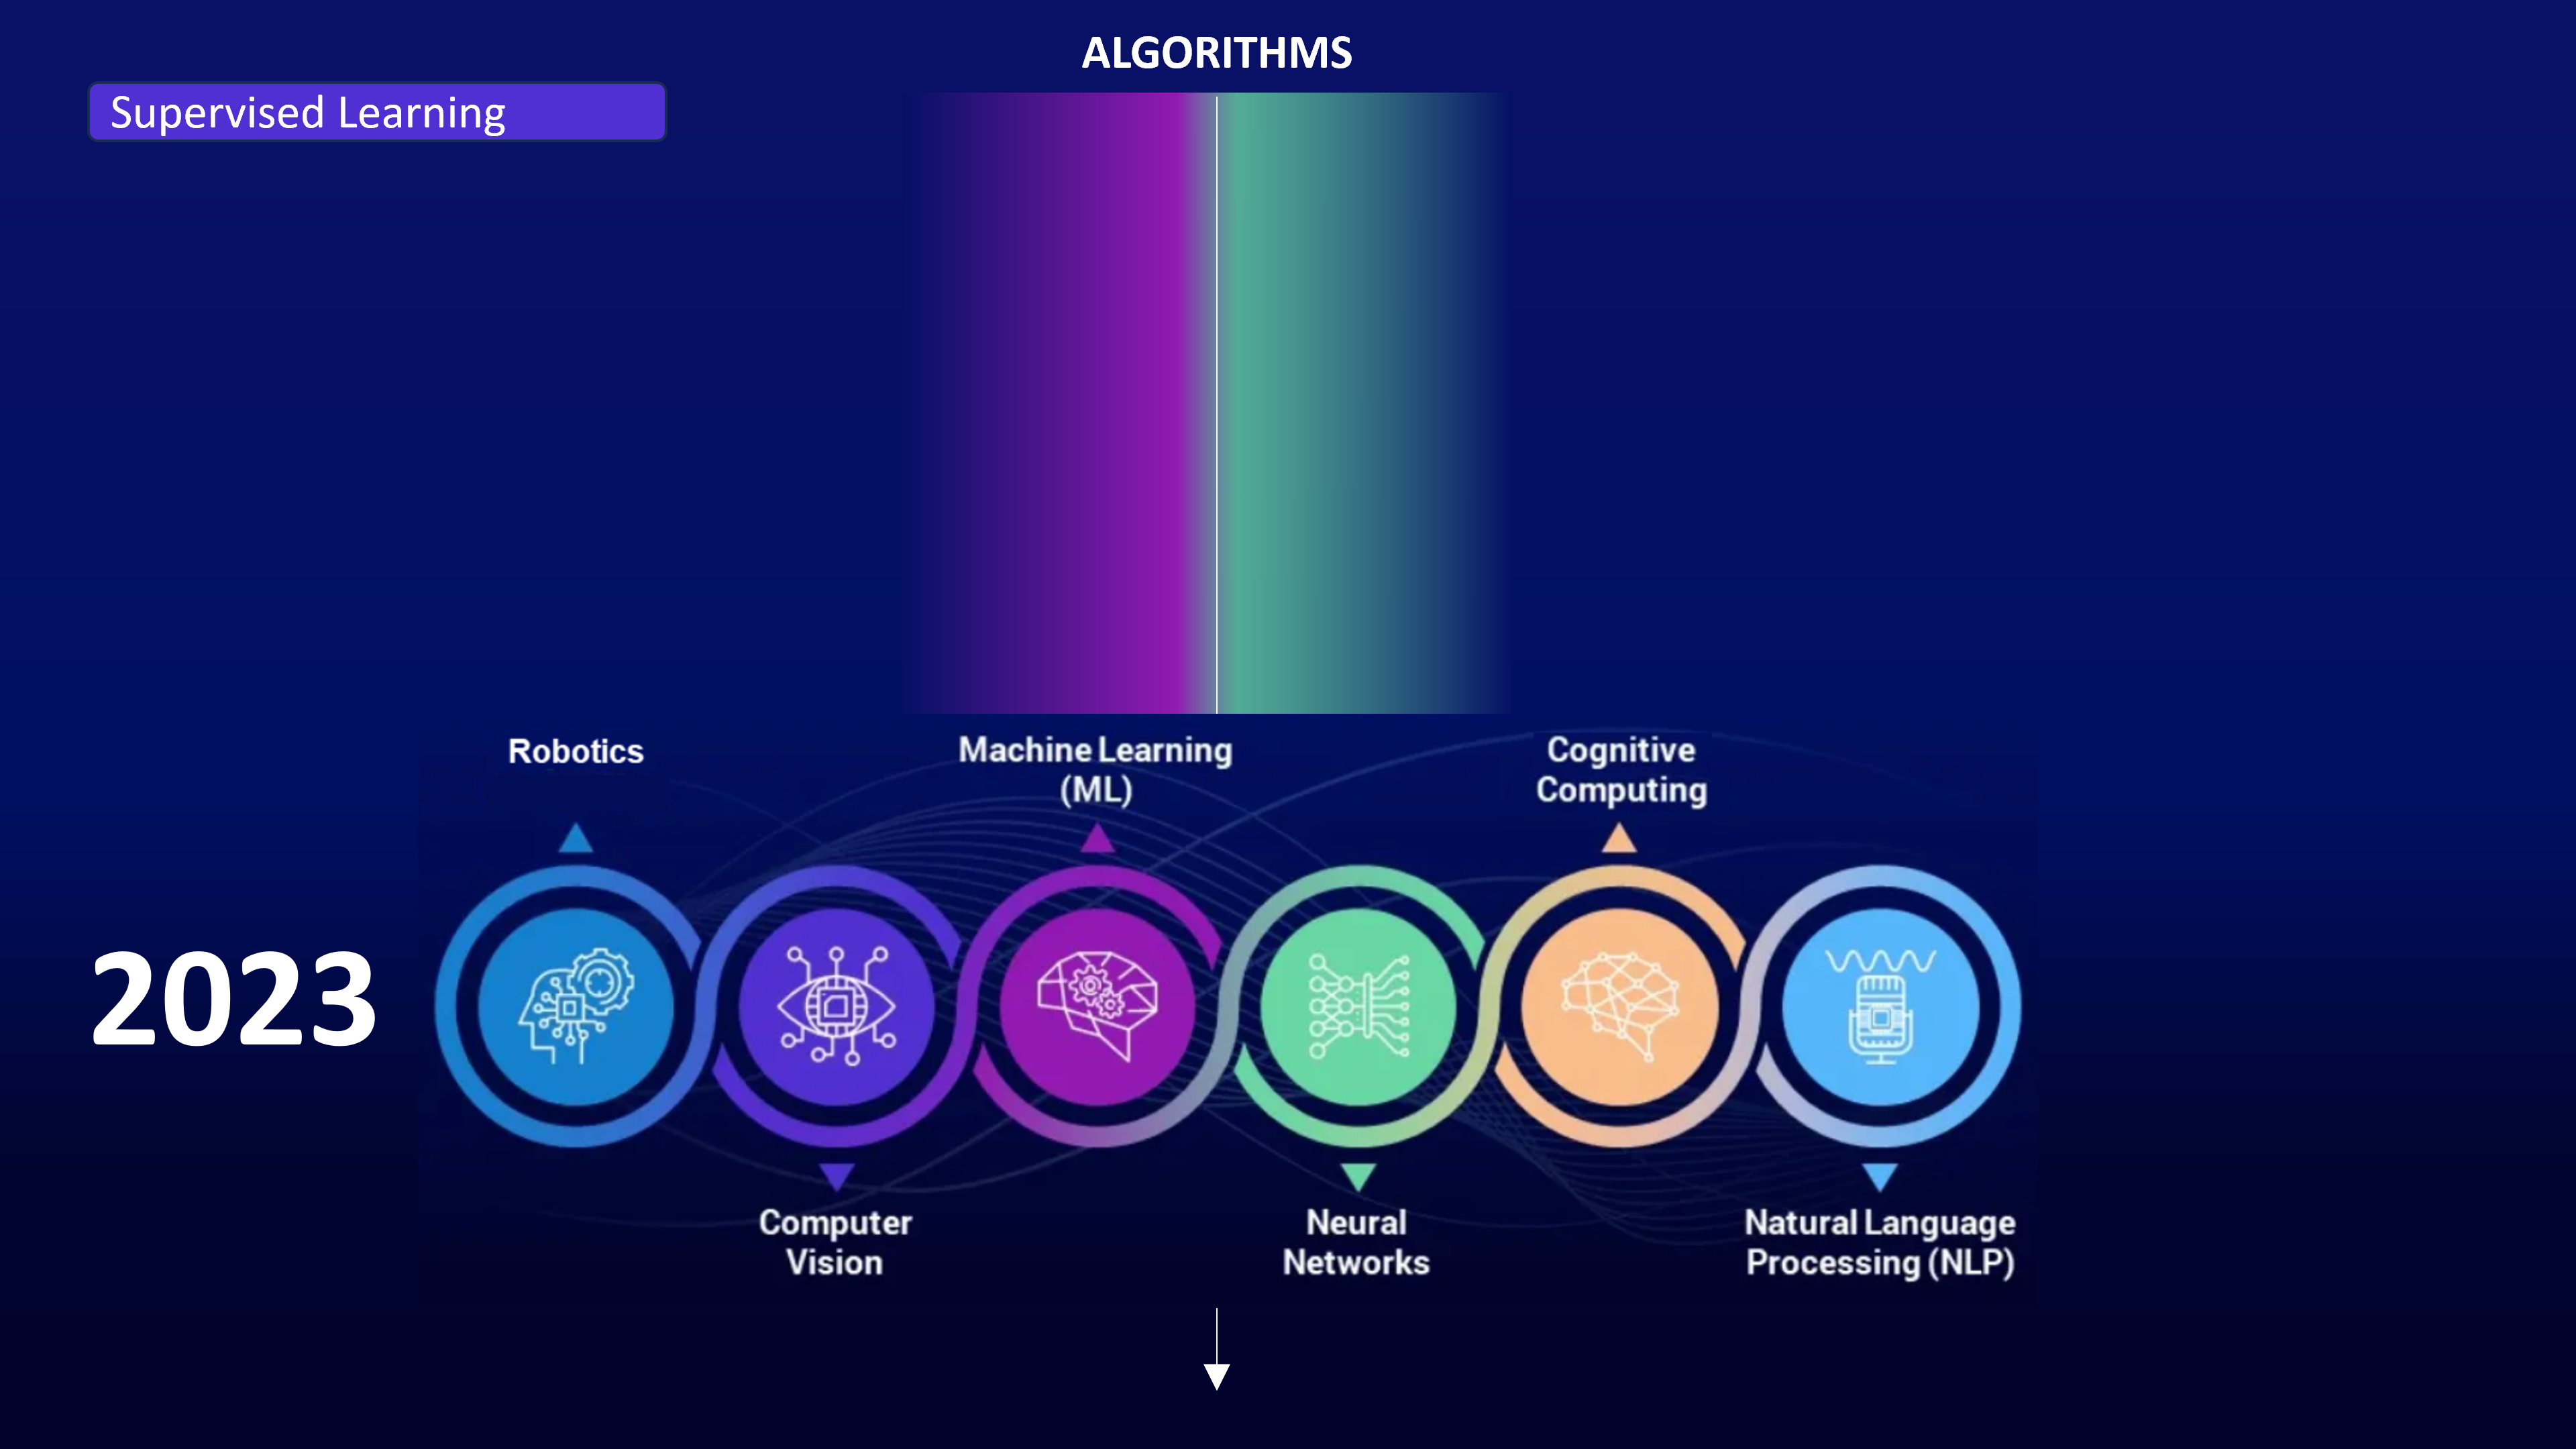 ALGORITHMS
Supervised Learning
Robotics
Machine Learning
(ML)
Cognitive
Computing
2023
Computer
Vision
Neural
Networks
Natural Language
Processing (NLP)